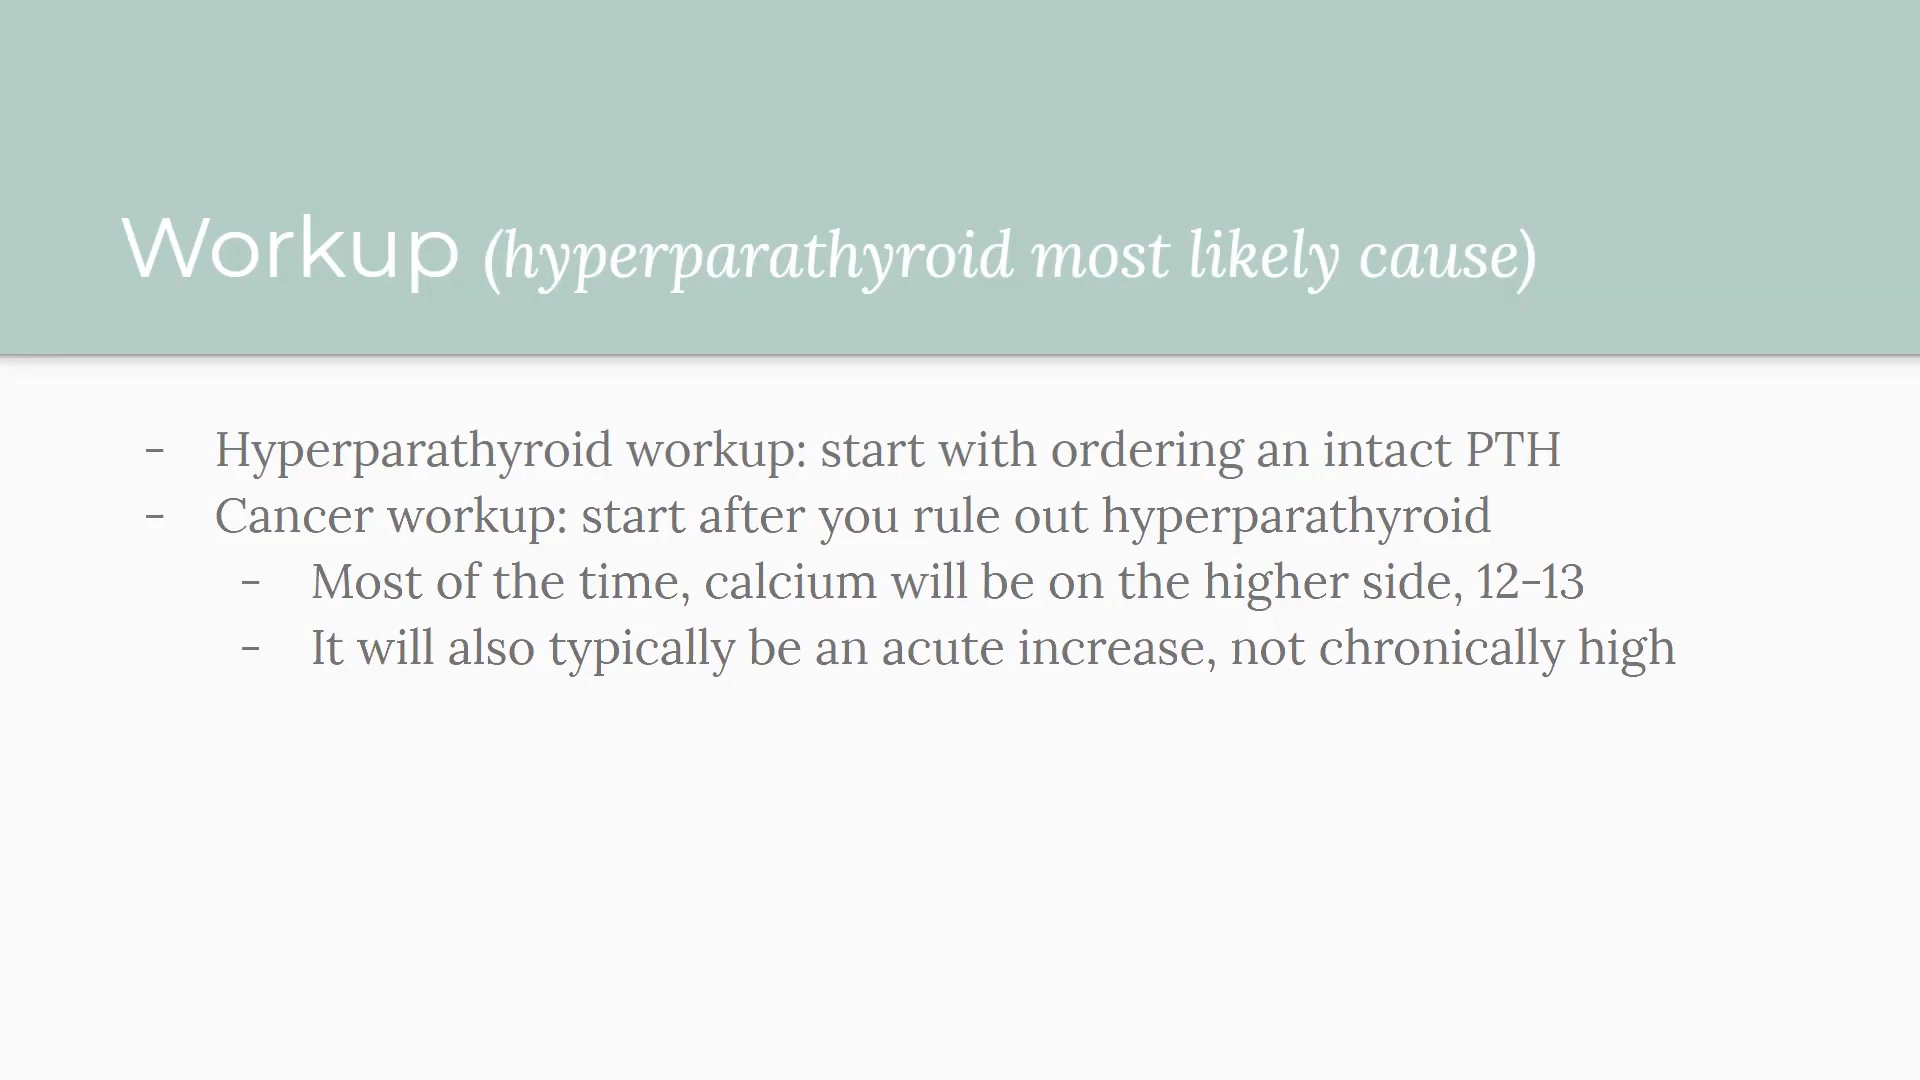 Workup (hyperparathyroid most likely cause)
- Hyperparathyroid workup: start with ordering an intact PTH
- Cancer workup: start after you rule out hyperparathyroid
- Most of the time, calcium will be on the higher side, 12-13
- It will also typically be an acute increase, not chronically high